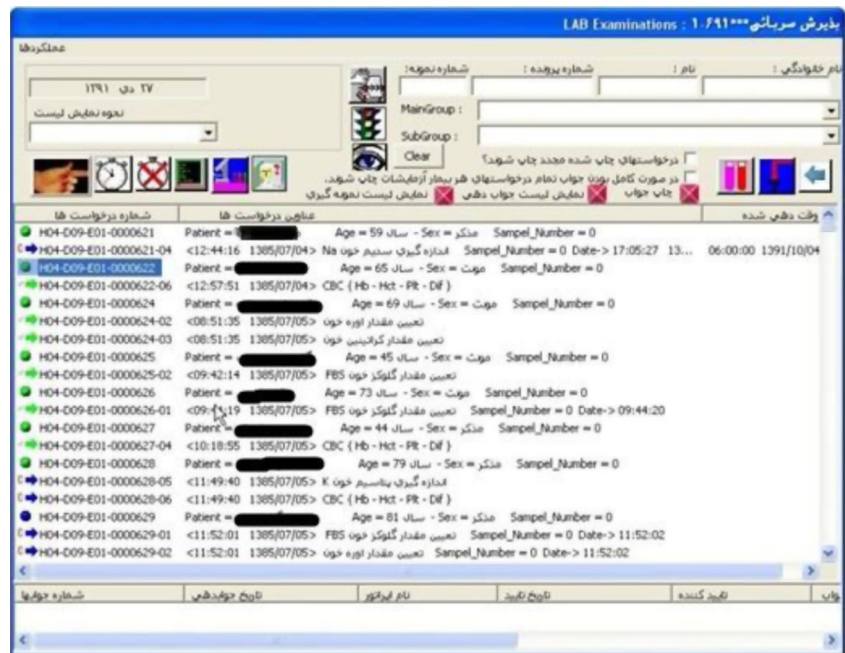 پذیرش سرپائی***۱۰۶۹۱ : LAB Examinations
عملکردها
نام خانوادگی :
نام :
شماره پرونده :
شماره نمونه:
۲۷ دي ۱۳۹۱
نحوه نمایش لیست
MainGroup :
SubGroup :
Clear
درخواستهای چاپ شده مجدد چاپ شوند؟
در صورت کامل بودن جواب تمام درخواستهای هر بیمار آزمایشات چاپ شوند.
چاپ جواب
نمایش لیست جواب دهی
نمایش لیست نمونه گیری
شماره درخواست ها
عناوین درخواست ها
وقت دهی شده
H04-D09-E01-0000621 Patient = Age = 59 سال - Sex = مذکر Sampel_Number = 0
H04-D09-E01-0000621-04 <12:44:16 1385/07/04> Na اندازه گیری سدیم خون Sampel_Number = 0 Date-> 17:05:27 13... 06:00:00 1391/10/04
H04-D09-E01-0000622 Patient = Age = 65 سال - Sex = مونث Sampel_Number = 0
H04-D09-E01-0000622-06 <12:57:51 1385/07/04> CBC ( Hb - Hct - Plt - Dif )
H04-D09-E01-0000624 Patient = Age = 69 سال - Sex = مونث Sampel_Number = 0
H04-D09-E01-0000624-02 <08:51:35 1385/07/05> تعیین مقدار اوره خون
H04-D09-E01-0000624-03 <08:51:35 1385/07/05> تعیین مقدار کراتینین خون
H04-D09-E01-0000625 Patient = Age = 45 سال - Sex = مونث Sampel_Number = 0
H04-D09-E01-0000625-02 <09:42:14 1385/07/05> FBS تعیین مقدار گلوکز خون
H04-D09-E01-0000626 Patient = Age = 73 سال - Sex = مونث Sampel_Number = 0
H04-D09-E01-0000626-01 1385/07/05> FBS تعیین مقدار گلوکز خون Sampel_Number = 0 Date-> 09:44:20
H04-D09-E01-0000627 Patient = Age = 44 سال - Sex = مذکر Sampel_Number = 0
H04-D09-E01-0000627-04 <10:18:55 1385/07/05> CBC ( Hb - Hct - Plt - Dif )
H04-D09-E01-0000628 Patient = Age = 79 سال - Sex = مذکر Sampel_Number = 0
H04-D09-E01-0000628-05 <11:49:40 1385/07/05> K اندازه گیری پتاسیم خون
H04-D09-E01-0000628-06 <11:49:40 1385/07/05> CBC ( Hb - Hct - Plt - Dif )
H04-D09-E01-0000629 Patient = Age = 81 سال - Sex = مذکر Sampel_Number = 0
H04-D09-E01-0000629-01 <11:52:01 1385/07/05> FBS تعیین مقدار گلوکز خون Sampel_Number = 0 Date-> 11:52:02
H04-D09-E01-0000629-02 <11:52:01 1385/07/05> تعیین مقدار اوره خون Sampel_Number = 0 Date-> 11:52:02
شماره جوابها
تاریخ جوابدهی
نام اپراتور
تاریخ تایید
تایید کننده